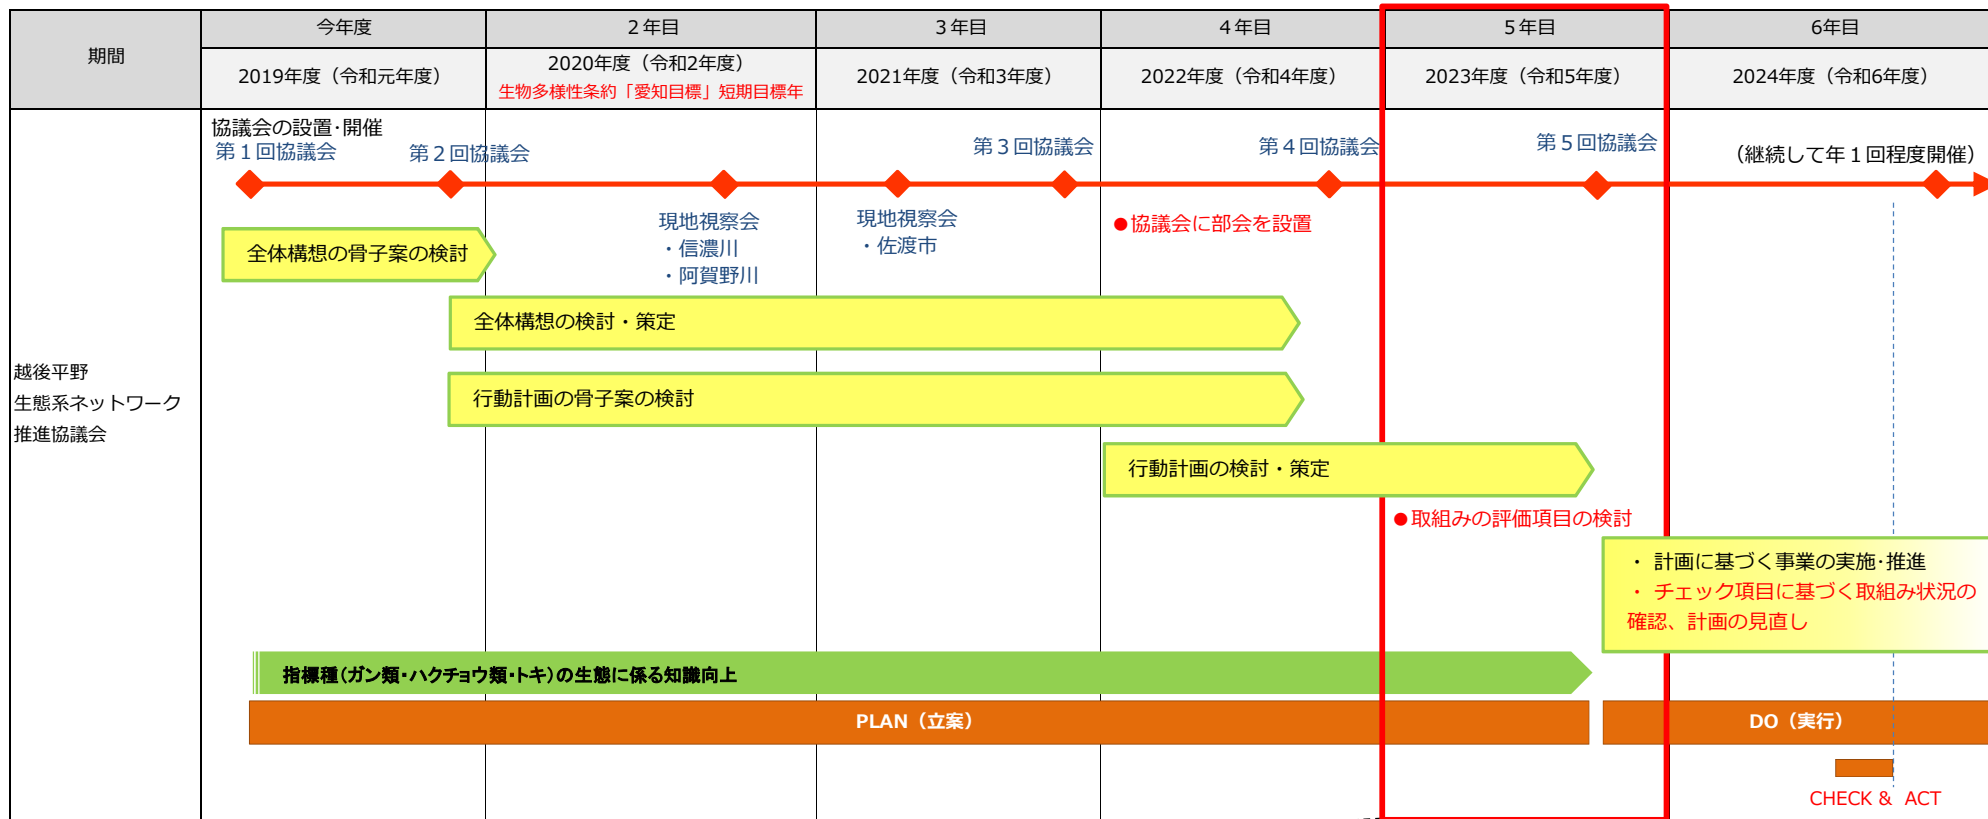 期間
今年度
２年目
３年目
４年目
５年目
6年目
2019年度（令和元年度）
2020年度（令和2年度）
生物多様性条約「愛知目標」短期目標年
2021年度（令和3年度）
2022年度（令和4年度）
2023年度（令和5年度）
2024年度（令和6年度）
越後平野
生態系ネットワーク
推進協議会
協議会の設置・開催
第１回協議会
第２回協議会
第３回協議会
第４回協議会
第５回協議会
（継続して年１回程度開催）
現地視察会
・信濃川
・阿賀野川
現地視察会
・佐渡市
●協議会に部会を設置
全体構想の骨子案の検討
全体構想の検討・策定
行動計画の骨子案の検討
行動計画の検討・策定
●取組みの評価項目の検討
・ 計画に基づく事業の実施・推進
・ チェック項目に基づく取組み状況の
確認、計画の見直し
指標種（ガン類・ハクチョウ類・トキ）の生態に係る知識向上
PLAN（立案）
DO（実行）
CHECK & ACT